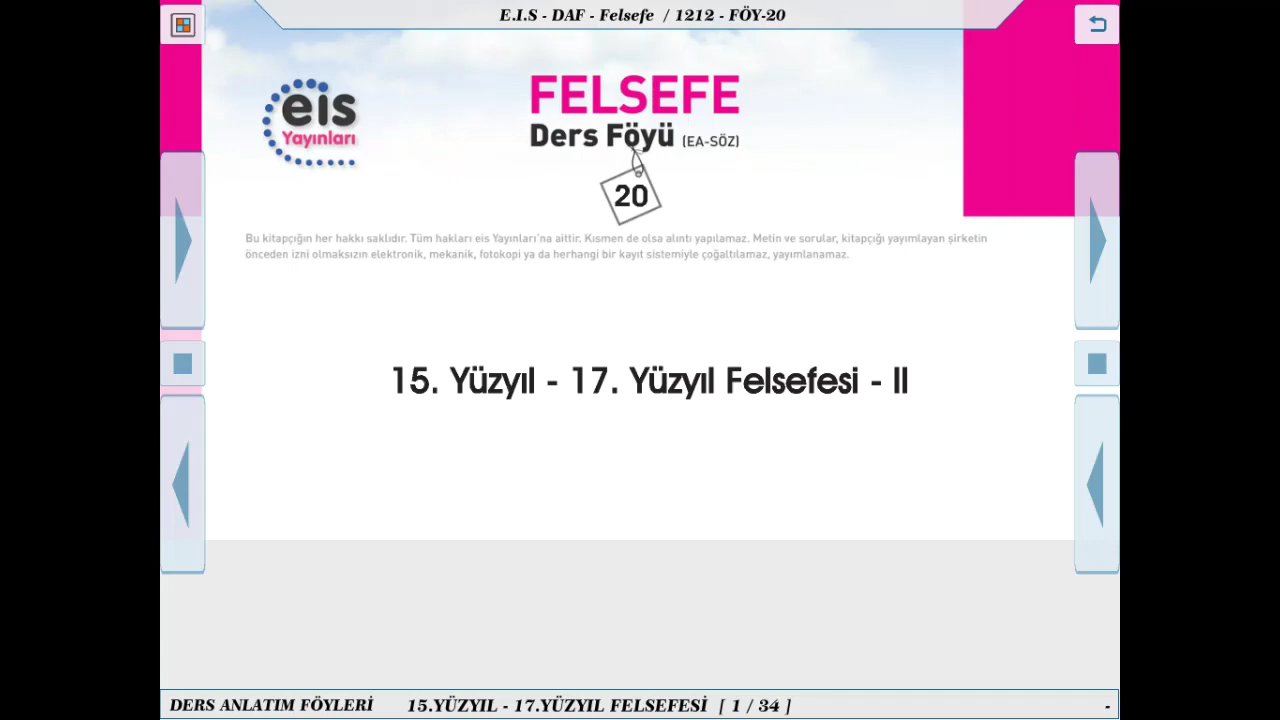 E.I.S - DAF - Felsefe / 1212 - FÖY-20
eis
Yayınları
FELSEFE
Ders Föyü (EA-SÖZ)
20
Bu kitapçığın her hakkı saklıdır. Tüm hakları eis Yayınları'na aittir. Kısmen de olsa alıntı yapılamaz. Metin ve sorular, kitapçığı yayımlayan şirketin
önceden izni olmaksızın elektronik, mekanik, fotokopi ya da herhangi bir kayıt sistemiyle çoğaltılamaz, yayımlanamaz.
15. Yüzyıl - 17. Yüzyıl Felsefesi - II
DERS ANLATIM FÖYLERİ 15.YÜZYIL - 17.YÜZYIL FELSEFESİ [ 1 / 34 ] -